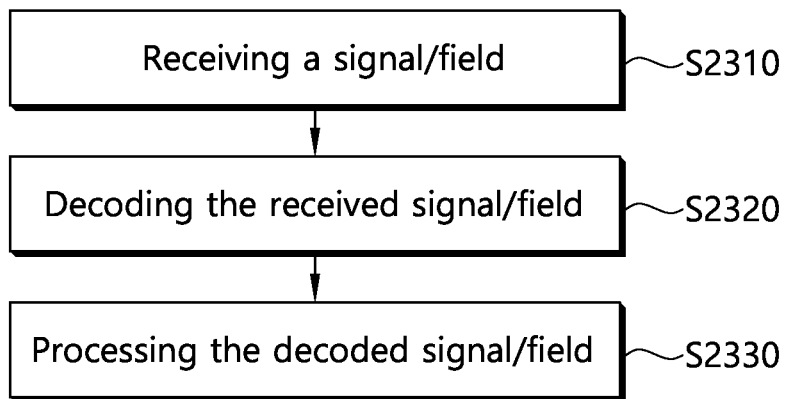 Receiving a signal/field
S2310
Decoding the received signal/field
S2320
Processing the decoded signal/field
S2330